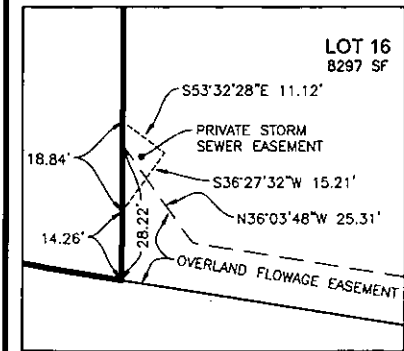 LOT 16
8297 SF
S53°32'28"E 11.12'
PRIVATE STORM
SEWER EASEMENT
18.84'
S36°27'32"W 15.21'
N36°03'48"W 25.31'
14.26'
28.22'
OVERLAND FLOWAGE EASEMENT